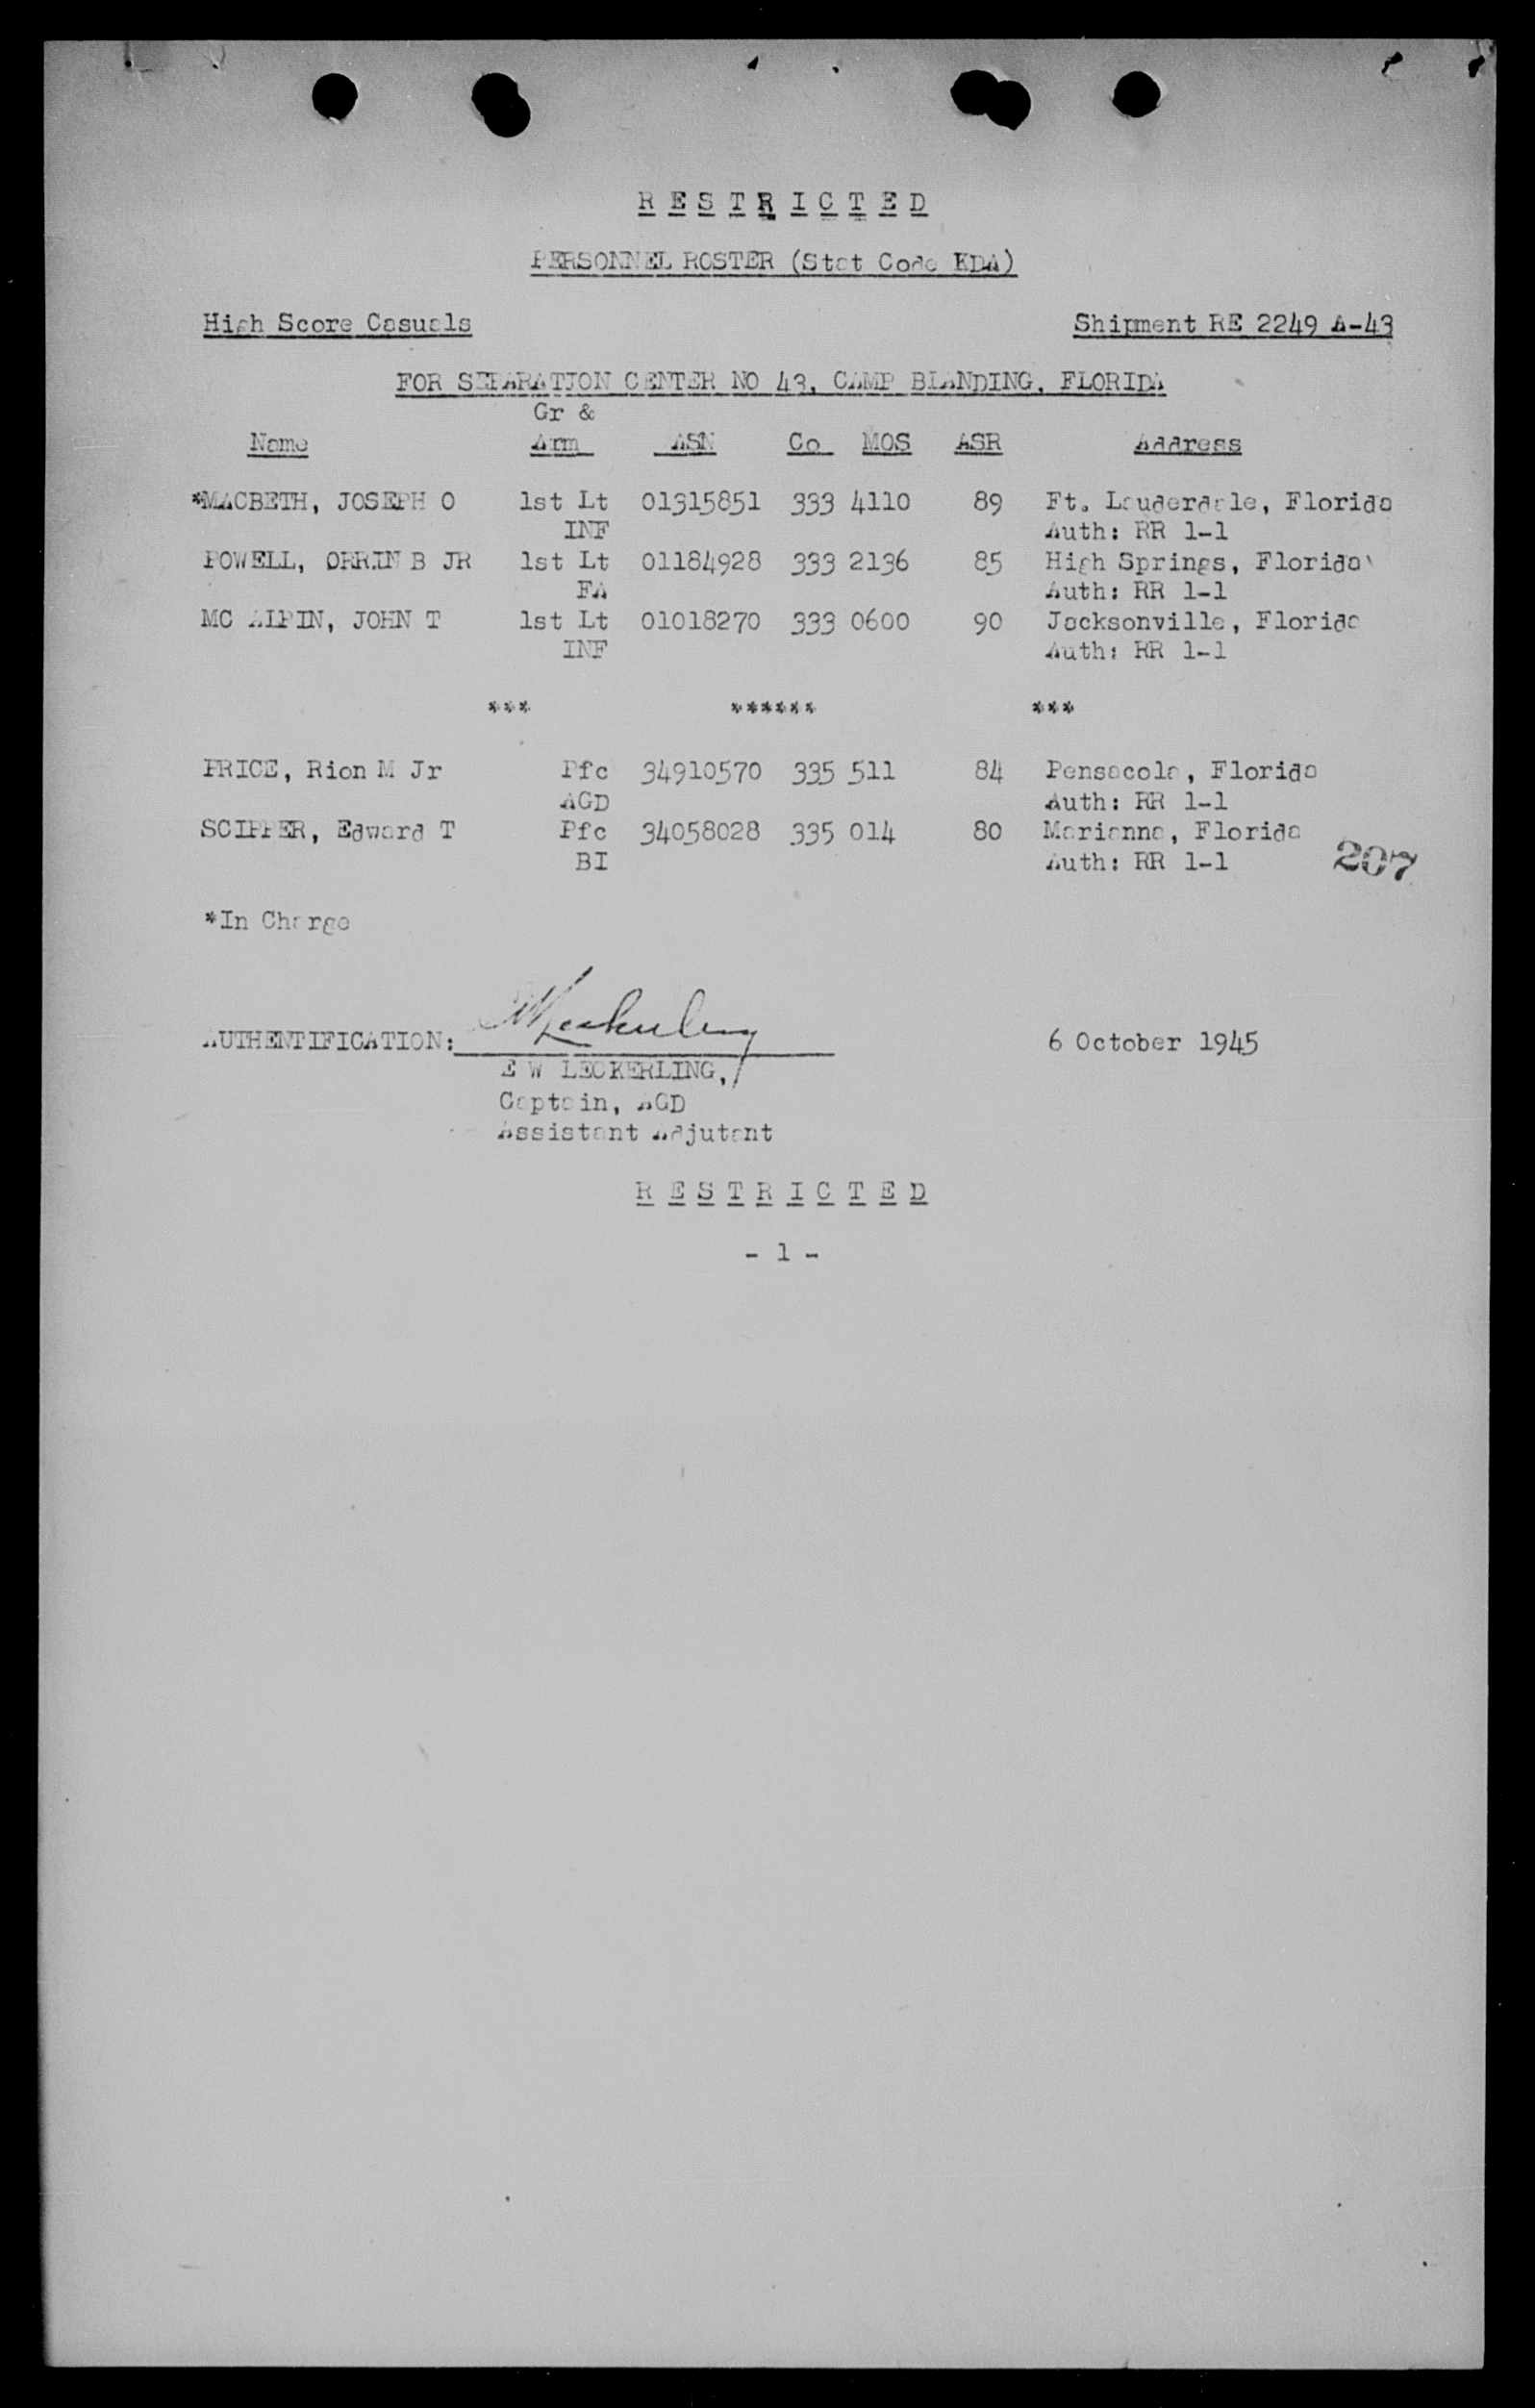 R E S T R I C T E D
PERSONNEL ROSTER (Stat Code EDA)
High Score Casuals Shipment RE 2249 A-43
FOR SEPARATION CENTER NO 43, CAMP BLANDING, FLORIDA
Gr &
Name Arm ASN Co MOS ASR Address
*MACBETH, JOSEPH O 1st Lt 01315851 333 4110 89 Ft. Lauderdale, Florida
INF Auth: RR 1-1
POWELL, ORRIN B JR 1st Lt 01184928 333 2136 85 High Springs, Florida
FA Auth: RR 1-1
MC ALPIN, JOHN T 1st Lt 01018270 333 0600 90 Jacksonville, Florida
INF Auth: RR 1-1
*** ****** ***
PRICE, Rion M Jr Pfc 34910570 335 511 84 Pensacola, Florida
AGD Auth: RR 1-1
SCIPPER, Edward T Pfc 34058028 335 014 80 Marianna, Florida
BI Auth: RR 1-1 207
*In Charge
AUTHENTIFICATION: EWLeckerling 6 October 1945
E W LECKERLING,
Captain, AGD
Assistant Adjutant
R E S T R I C T E D
- 1 -